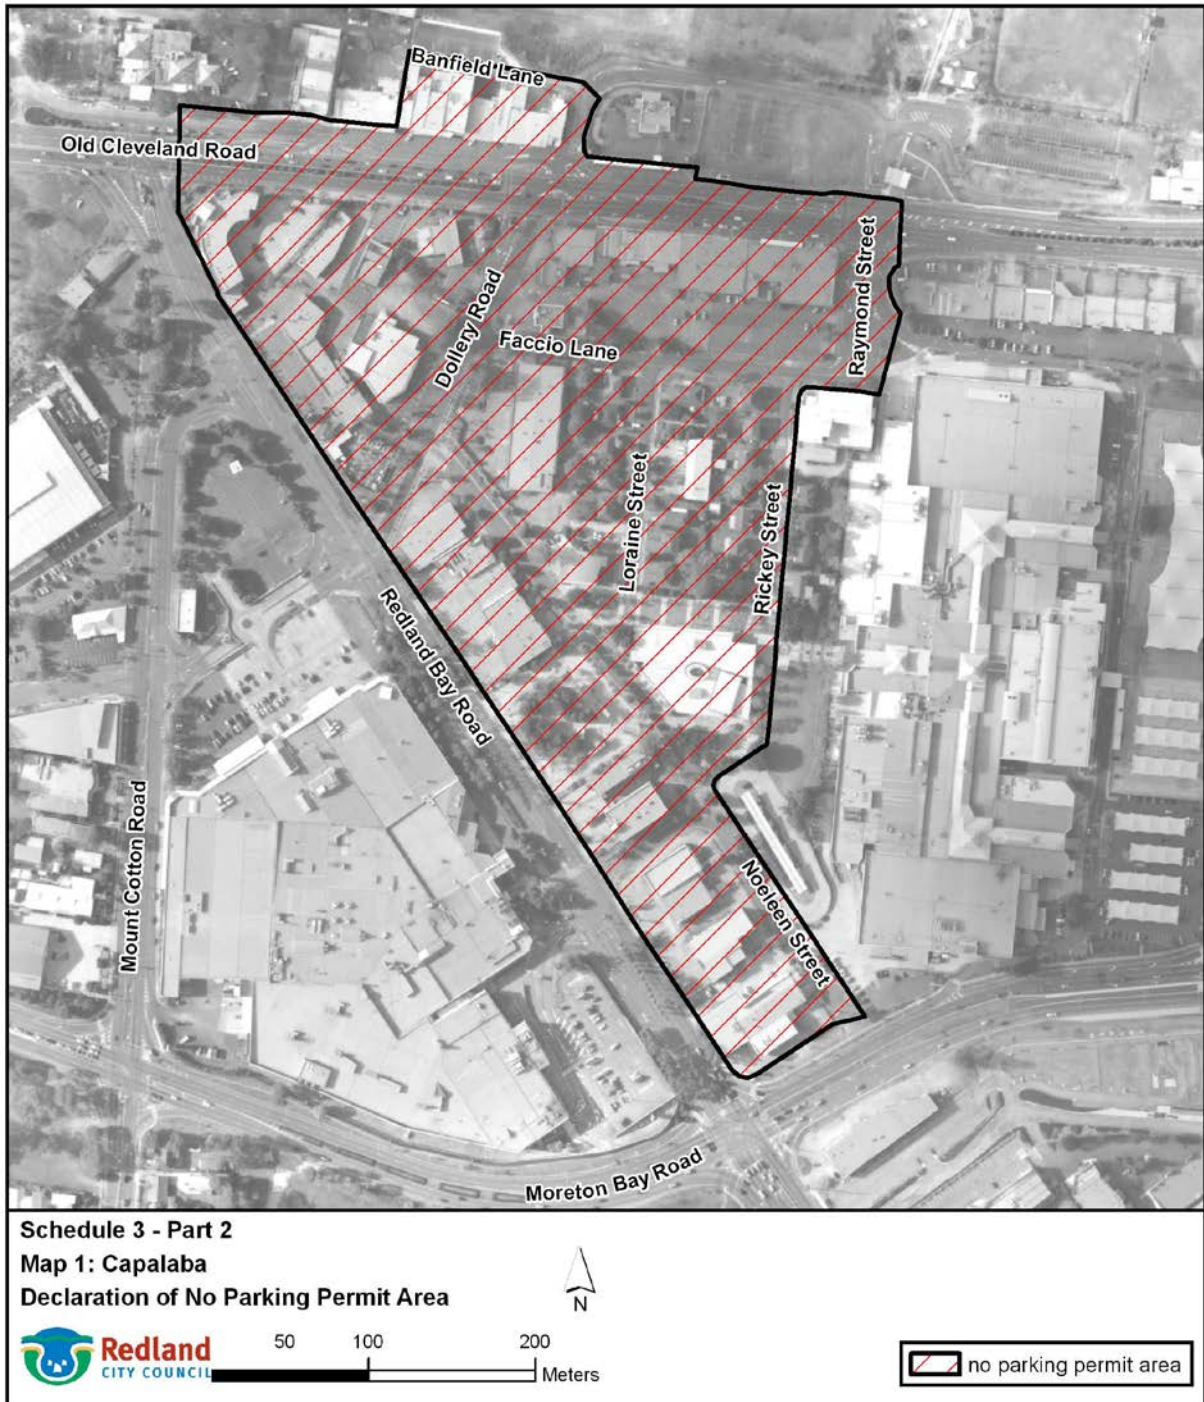 Banfield Lane
Old Cleveland Road
Raymond Street
Dollery Road
Faccio Lane
Loraine Street
Rickey Street
Redland Bay Road
Mount Cotton Road
Noeleen Street
Moreton Bay Road
Schedule 3 - Part 2
Map 1: Capalaba
Declaration of No Parking Permit Area
N
Redland
CITY COUNCIL
50 100 200
Meters
no parking permit area